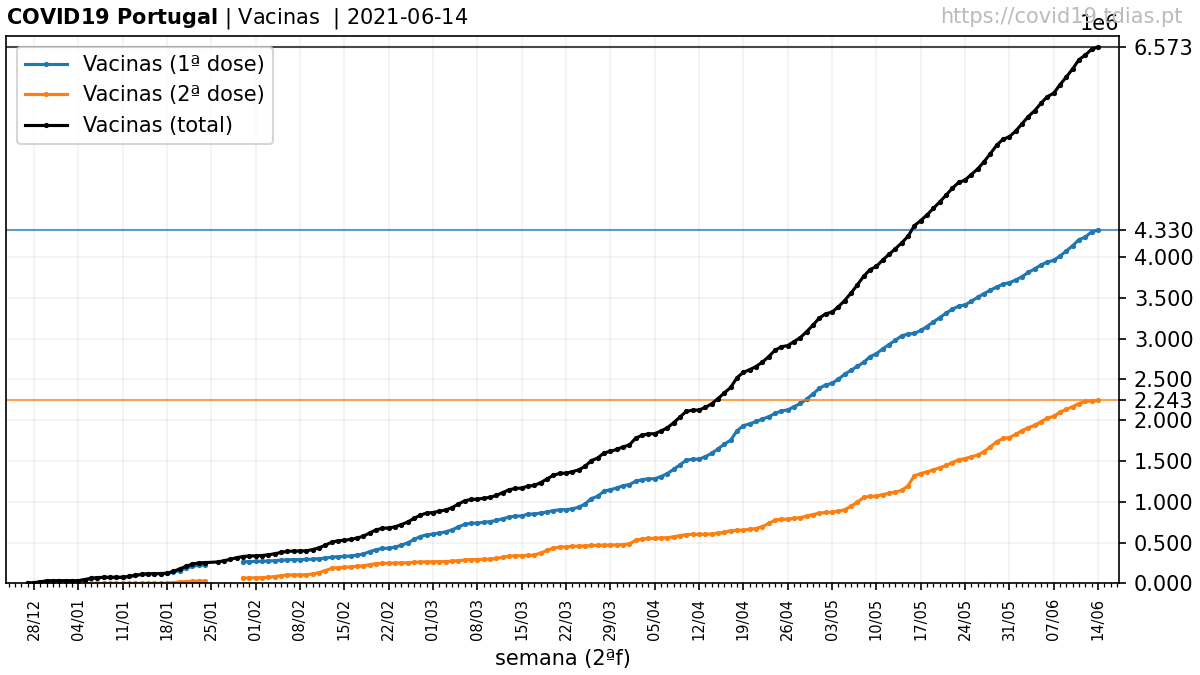 COVID19 Portugal | Vacinas | 2021-06-14
https://covid19.tdias.pt
1e6
Vacinas (1ª dose)
Vacinas (2ª dose)
Vacinas (total)
6.573
4.330
4.000
3.500
3.000
2.500
2.243
2.000
1.500
1.000
0.500
0.000
28/12 04/01 11/01 18/01 25/01 01/02 08/02 15/02 22/02 01/03 08/03 15/03 22/03 29/03 05/04 12/04 19/04 26/04 03/05 10/05 17/05 24/05 31/05 07/06 14/06
semana (2ªf)